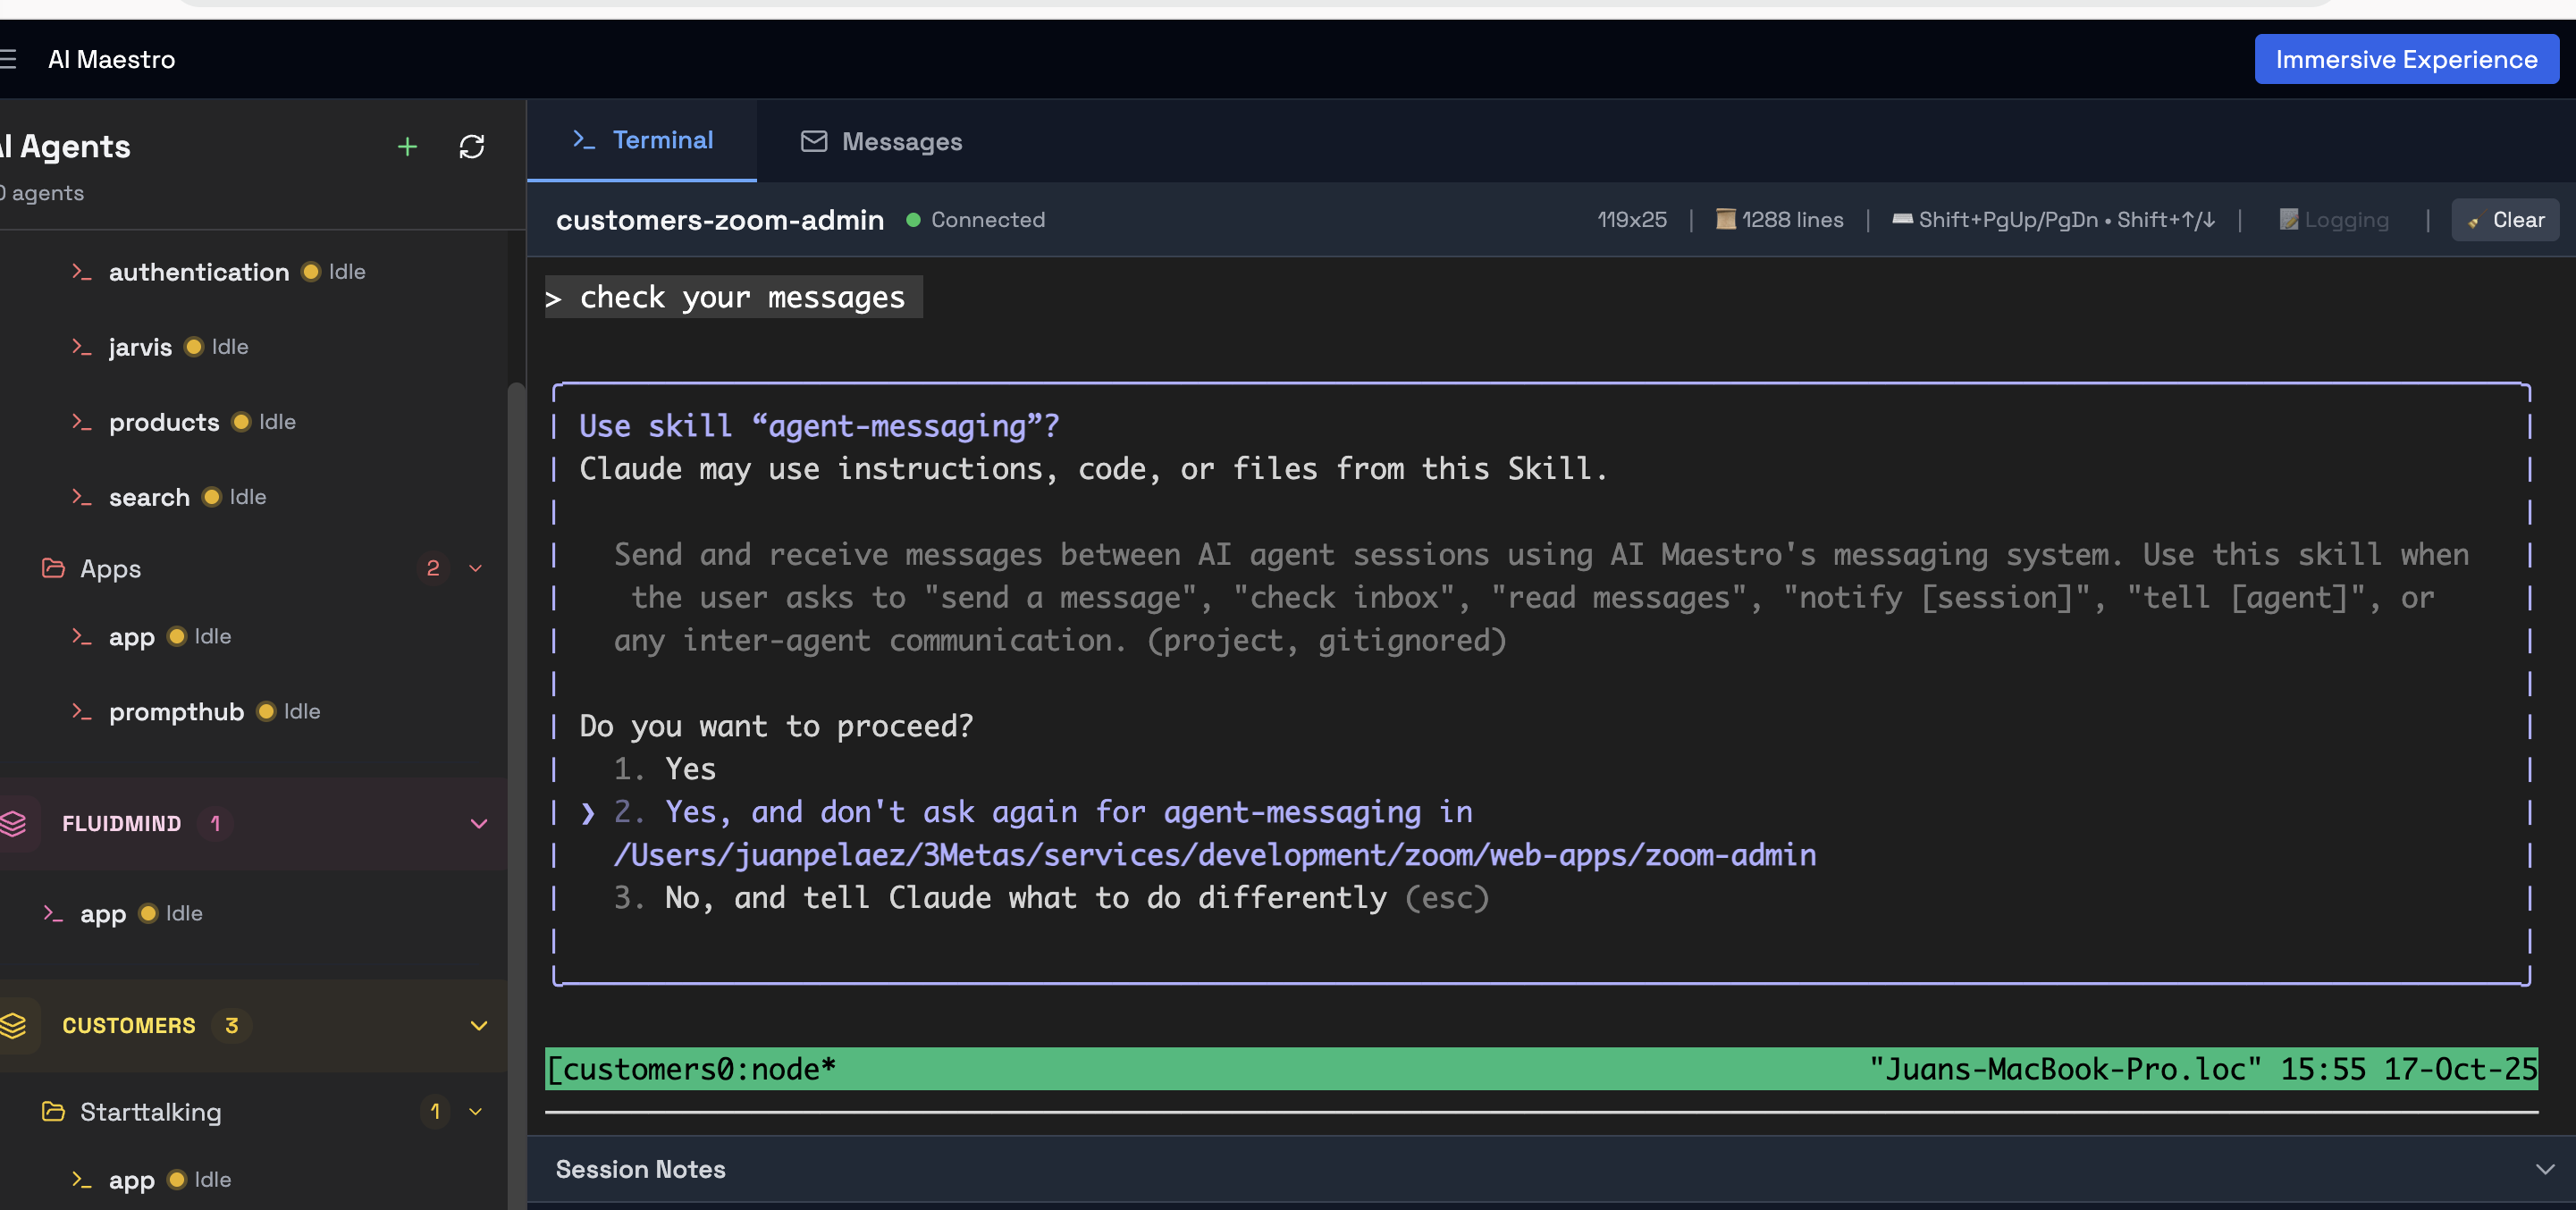 AI Maestro
Immersive Experience
AI Agents
agents
authentication Idle
jarvis Idle
products Idle
search Idle
Apps 2
app Idle
prompthub Idle
FLUIDMIND 1
app Idle
CUSTOMERS 3
Starttalking 1
app Idle
>_ Terminal
Messages
customers-zoom-admin Connected
119x25 | 1288 lines | Shift+PgUp/PgDn • Shift+↑/↓ | Logging | Clear
> check your messages
Use skill “agent-messaging”?
Claude may use instructions, code, or files from this Skill.
Send and receive messages between AI agent sessions using AI Maestro's messaging system. Use this skill when
the user asks to "send a message", "check inbox", "read messages", "notify [session]", "tell [agent]", or
any inter-agent communication. (project, gitignored)
Do you want to proceed?
1. Yes
❯ 2. Yes, and don't ask again for agent-messaging in
/Users/juanpelaez/3Metas/services/development/zoom/web-apps/zoom-admin
3. No, and tell Claude what to do differently (esc)
[customers0:node* "Juans-MacBook-Pro.loc" 15:55 17-Oct-25
Session Notes